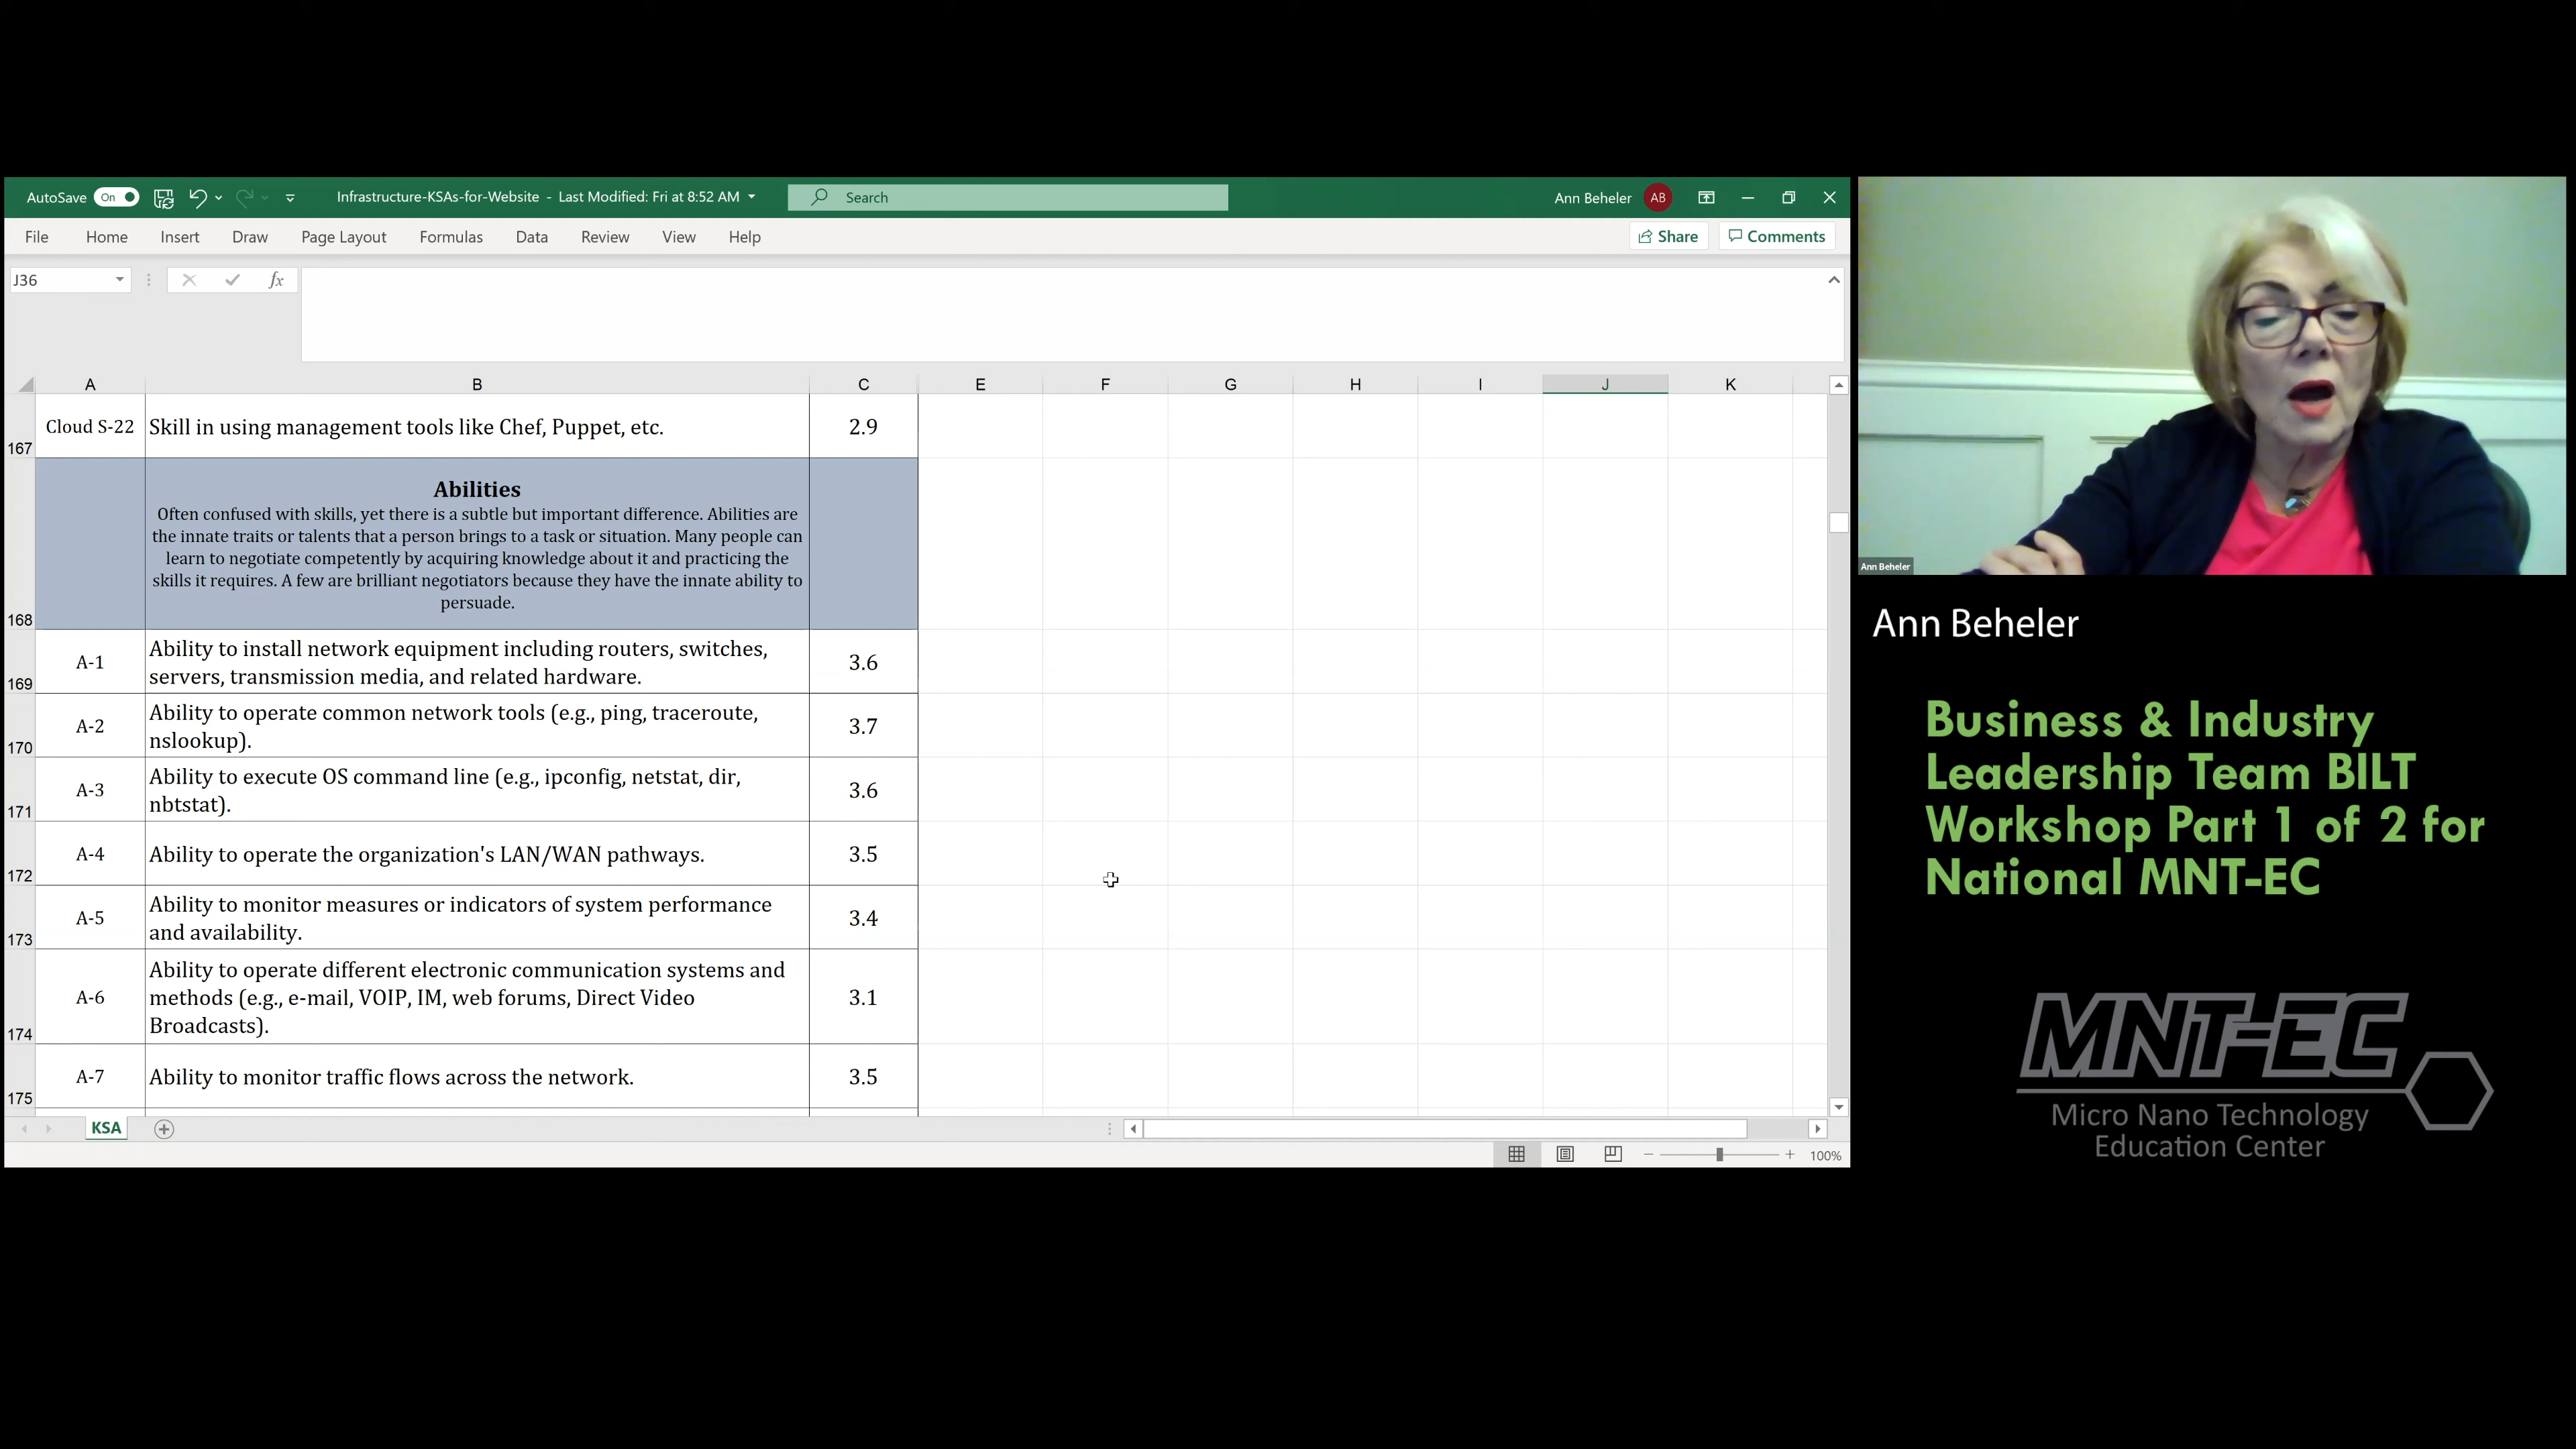 AutoSave On
Infrastructure-KSAs-for-Website - Last Modified: Fri at 8:52 AM
Search
Ann Beheler AB
File Home Insert Draw Page Layout Formulas Data Review View Help
Share Comments
J36
fx
A B C E F G H I J K
167 Cloud S-22 Skill in using management tools like Chef, Puppet, etc. 2.9
168
Abilities
Often confused with skills, yet there is a subtle but important difference. Abilities are
the innate traits or talents that a person brings to a task or situation. Many people can
learn to negotiate competently by acquiring knowledge about it and practicing the
skills it requires. A few are brilliant negotiators because they have the innate ability to
persuade.
169 A-1 Ability to install network equipment including routers, switches,
servers, transmission media, and related hardware. 3.6
170 A-2 Ability to operate common network tools (e.g., ping, traceroute,
nslookup). 3.7
171 A-3 Ability to execute OS command line (e.g., ipconfig, netstat, dir,
nbtstat). 3.6
172 A-4 Ability to operate the organization's LAN/WAN pathways. 3.5
173 A-5 Ability to monitor measures or indicators of system performance
and availability. 3.4
174 A-6 Ability to operate different electronic communication systems and
methods (e.g., e-mail, VOIP, IM, web forums, Direct Video
Broadcasts). 3.1
175 A-7 Ability to monitor traffic flows across the network. 3.5
KSA
100%
Ann Beheler
Ann Beheler
Business & Industry
Leadership Team BILT
Workshop Part 1 of 2 for
National MNT-EC
MNT-EC
Micro Nano Technology
Education Center